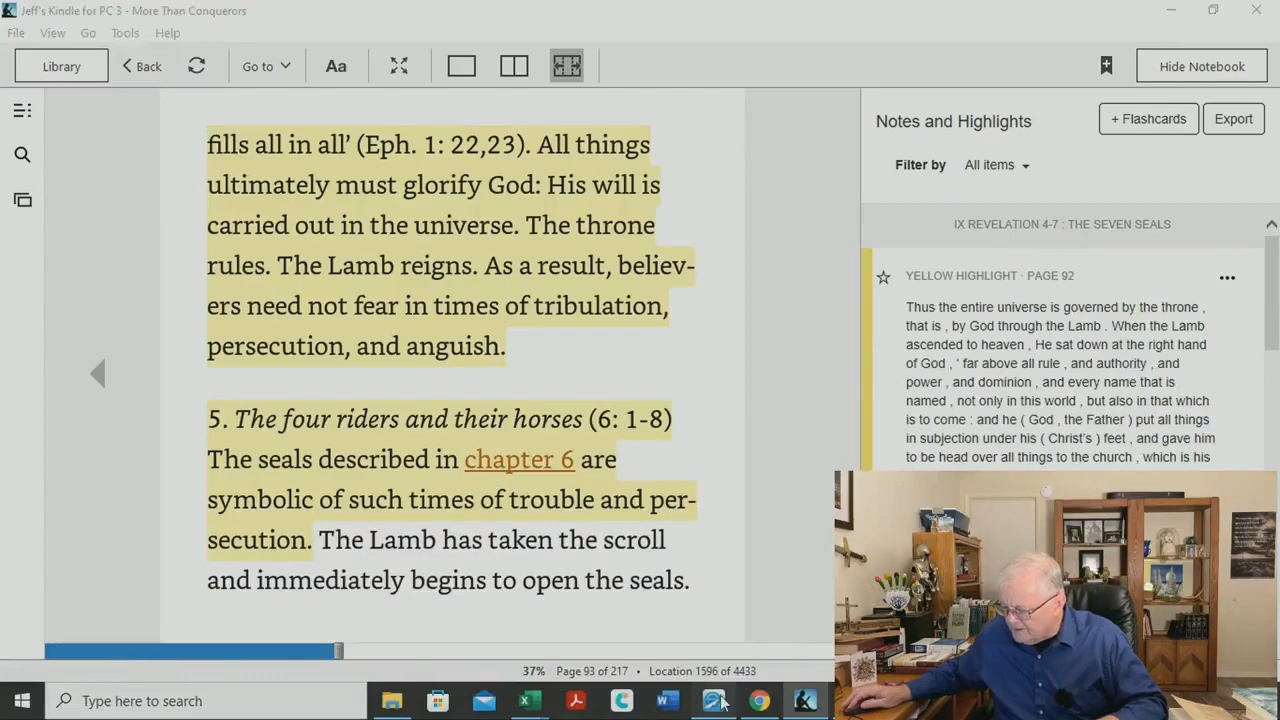 Jeff's Kindle for PC 3 - More Than Conquerors
File View Go Tools Help
Library
Back
Go to
Aa
Hide Notebook
fills all in all’ (Eph. 1: 22,23). All things
ultimately must glorify God: His will is
carried out in the universe. The throne
rules. The Lamb reigns. As a result, believ-
ers need not fear in times of tribulation,
persecution, and anguish.
5. The four riders and their horses (6: 1-8)
The seals described in chapter 6 are
symbolic of such times of trouble and per-
secution. The Lamb has taken the scroll
and immediately begins to open the seals.
37% Page 93 of 217 • Location 1596 of 4433
Notes and Highlights
+ Flashcards
Export
Filter by All items
IX REVELATION 4-7 : THE SEVEN SEALS
YELLOW HIGHLIGHT · PAGE 92
Thus the entire universe is governed by the throne ,
that is , by God through the Lamb . When the Lamb
ascended to heaven , He sat down at the right hand
of God , ‘ far above all rule , and authority , and
power , and dominion , and every name that is
named , not only in this world , but also in that which
is to come : and he ( God , the Father ) put all things
in subjection under his ( Christ’s ) feet , and gave him
to be head over all things to the church , which is his
Type here to search